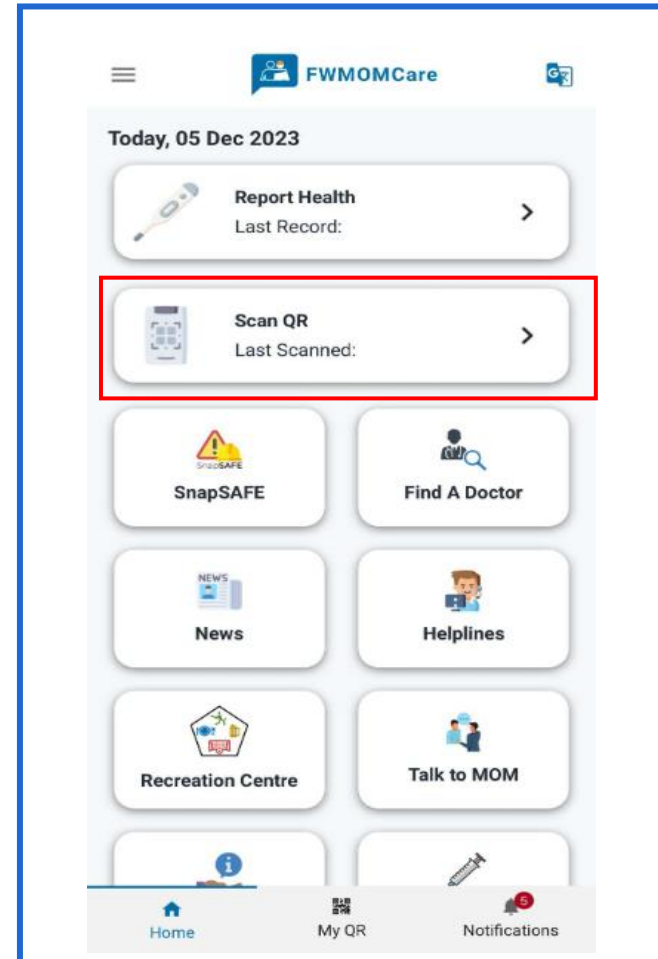 FWMOMCare
Today, 05 Dec 2023
Report Health
Last Record:
Scan QR
Last Scanned:
SnapSAFE
SnapSAFE
Find A Doctor
NEWS
News
Helplines
Recreation Centre
Talk to MOM
Home
My QR
5
Notifications